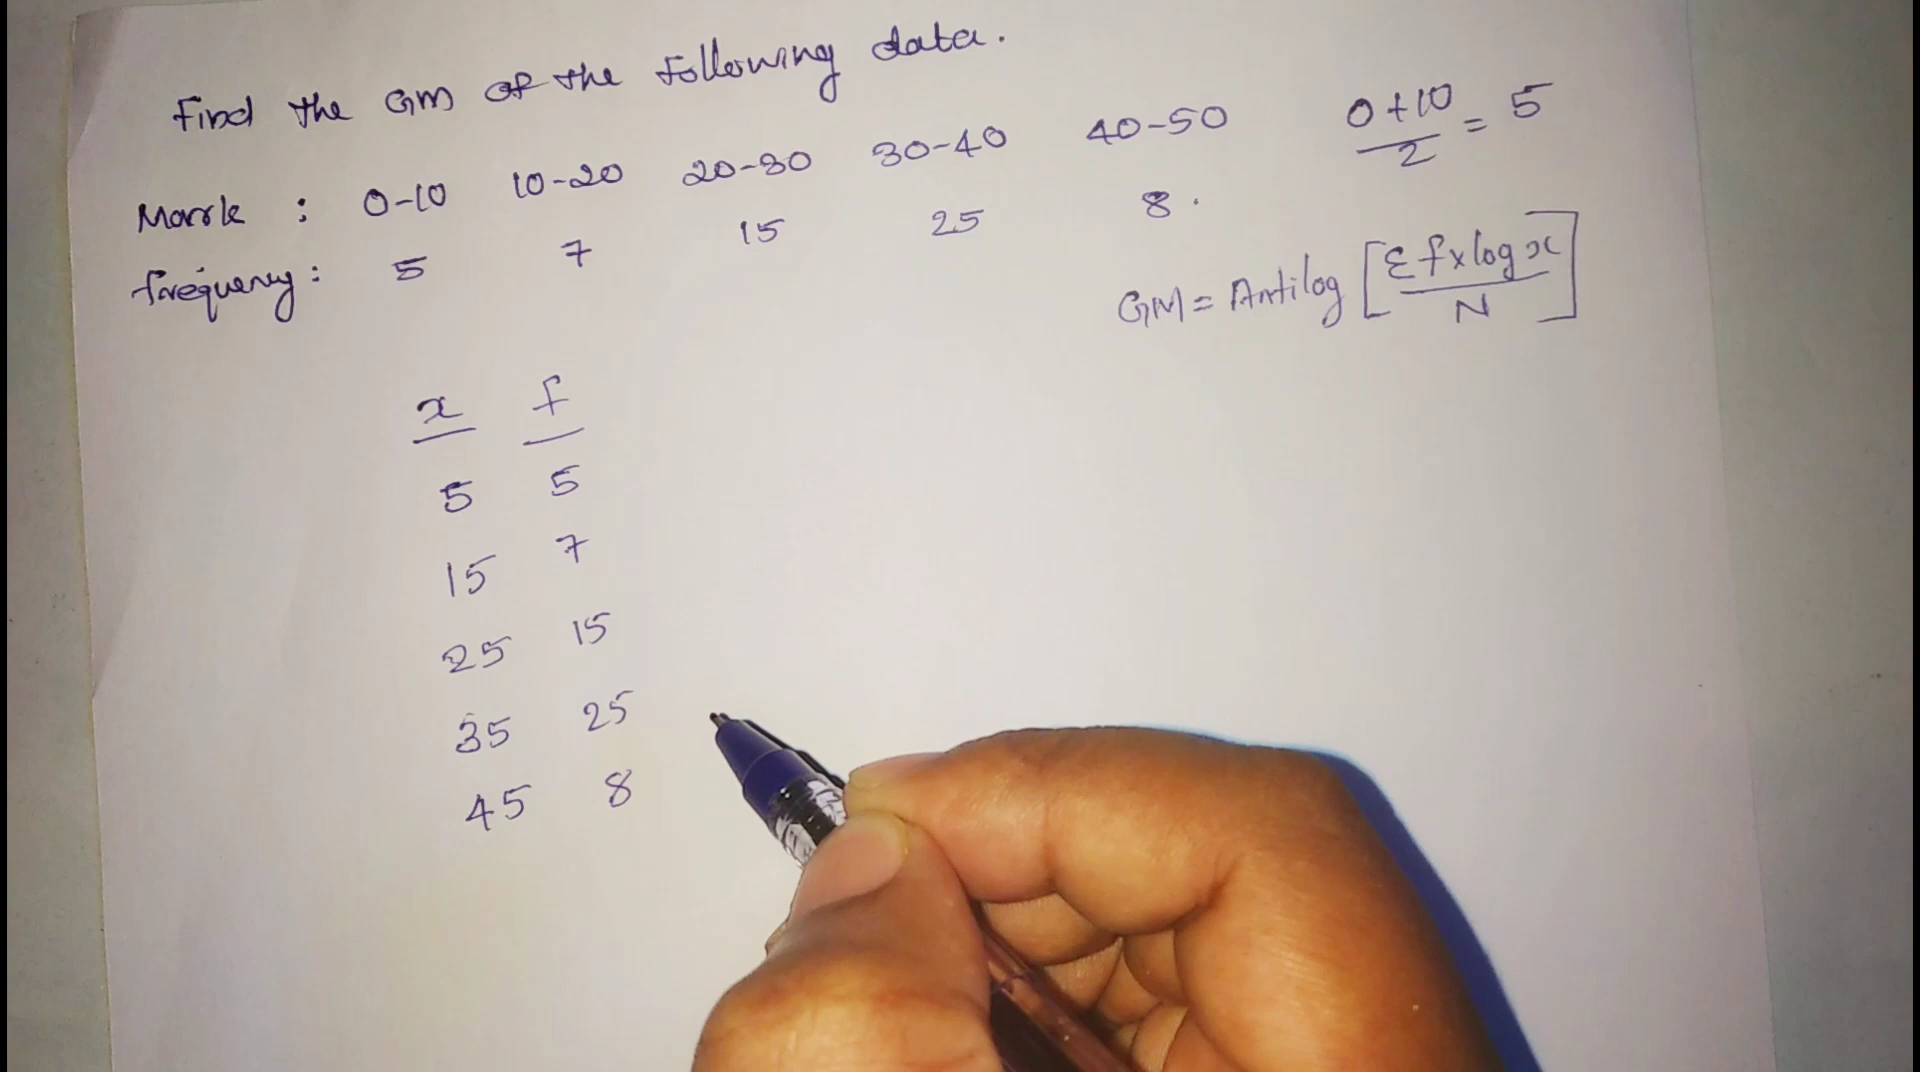 Find the GM of the following data.
Mark : 0-10 10-20 20-30 30-40 40-50
frequency : 5 7 15 25 8.
0+10/2 = 5
GM = Antilog [Σf×log x/N]
x f
5 5
15 7
25 15
35 25
45 8